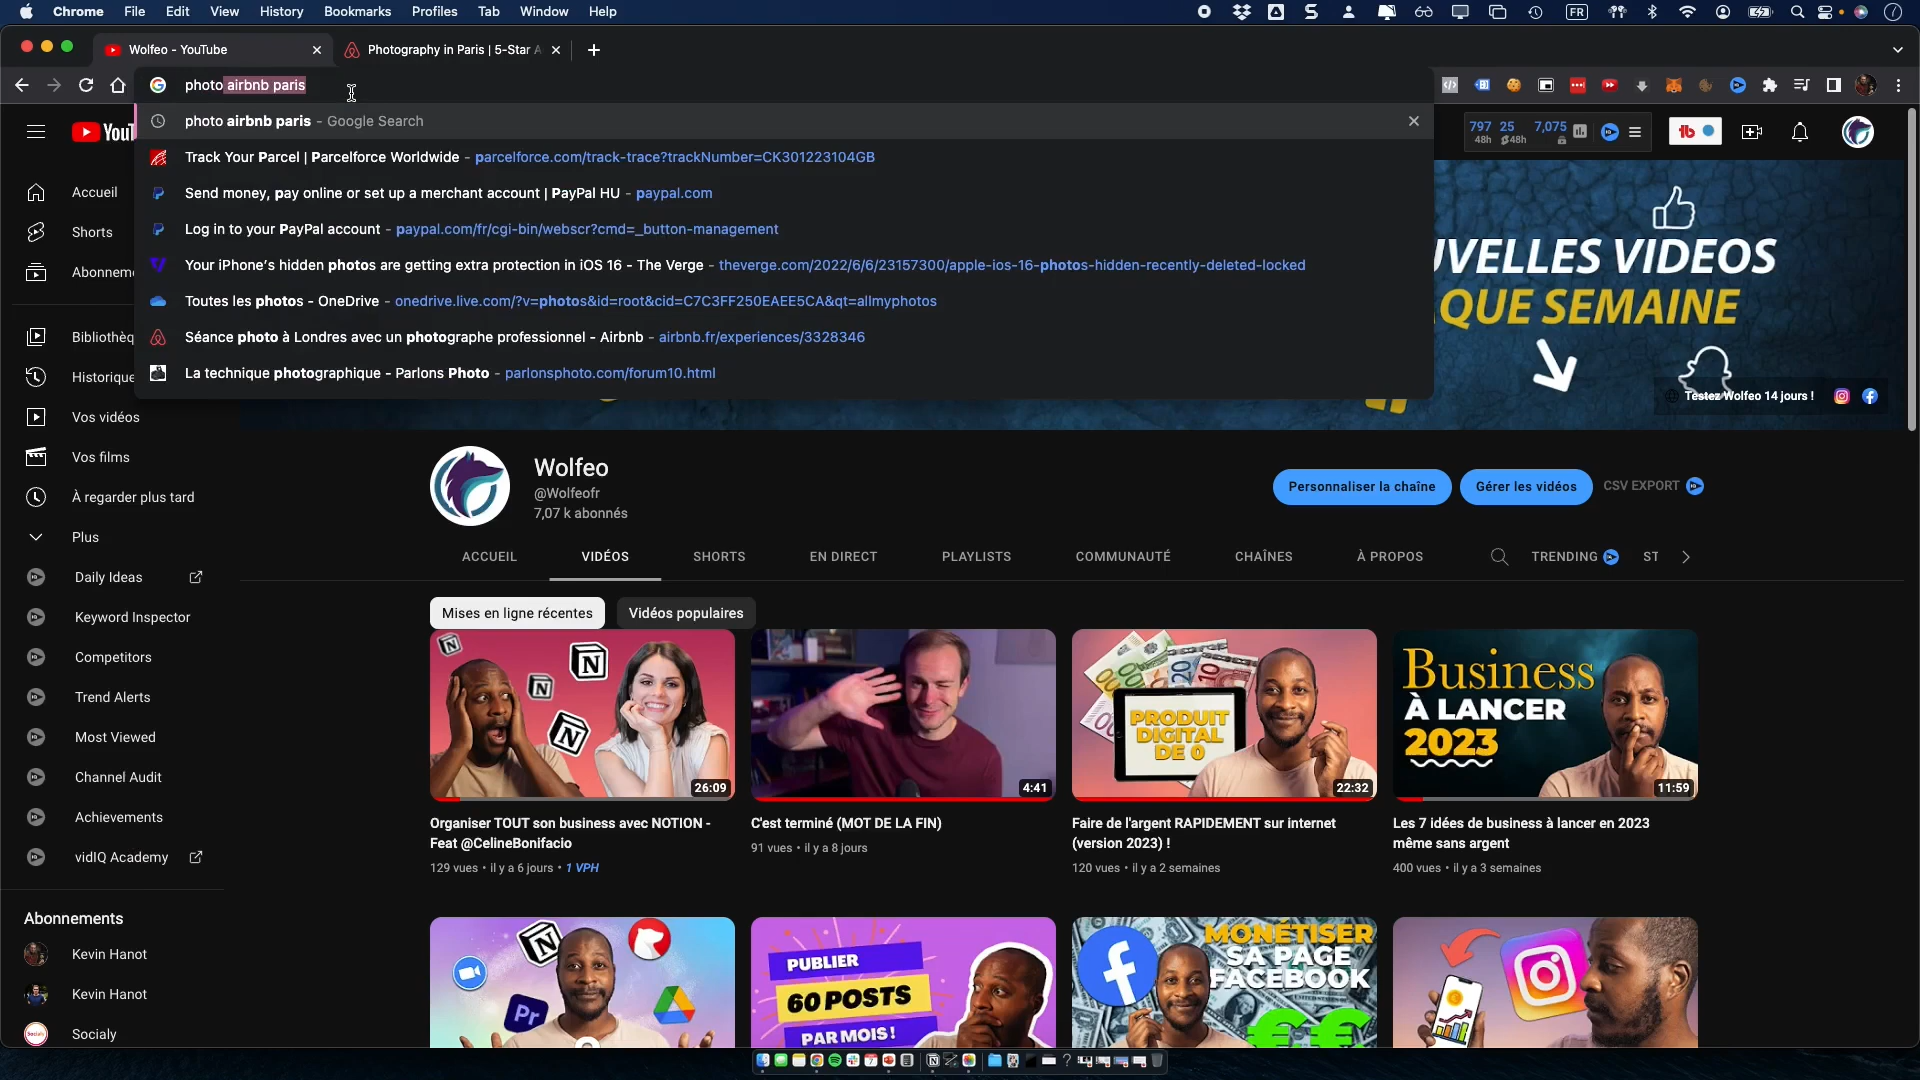 Chrome File Edit View History Bookmarks Profiles Tab Window Help
FR
Wolfeo - YouTube
Photography in Paris | 5-Star A
photo airbnb paris
photo airbnb paris - Google Search
Track Your Parcel | Parcelforce Worldwide - parcelforce.com/track-trace?trackNumber=CK301223104GB
Send money, pay online or set up a merchant account | PayPal HU - paypal.com
Log in to your PayPal account - paypal.com/fr/cgi-bin/webscr?cmd=_button-management
Your iPhone's hidden photos are getting extra protection in iOS 16 - The Verge - theverge.com/2022/6/6/23157300/apple-ios-16-photos-hidden-recently-deleted-locked
Toutes les photos - OneDrive - onedrive.live.com/?v=photos&id=root&cid=C7C3FF250EAEE5CA&qt=allmyphotos
Séance photo à Londres avec un photographe professionnel - Airbnb - airbnb.fr/experiences/3328346
La technique photographique - Parlons Photo - parlonsphoto.com/forum10.html
YouT
797 25 7,075
48h 48h
tb
Accueil
Shorts
Abonnem
Bibliothèq
Historique
Vos vidéos
Vos films
À regarder plus tard
Plus
Daily Ideas
Keyword Inspector
Competitors
Trend Alerts
Most Viewed
Channel Audit
Achievements
vidIQ Academy
Abonnements
Kevin Hanot
Kevin Hanot
Socialy
UVELLES VIDEOS
QUE SEMAINE
Testez Wolfeo 14 jours !
Wolfeo
@Wolfeofr
7,07 k abonnés
Personnaliser la chaîne
Gérer les vidéos
CSV EXPORT
ACCUEIL VIDÉOS SHORTS EN DIRECT PLAYLISTS COMMUNAUTÉ CHAÎNES À PROPOS TRENDING ST
Mises en ligne récentes
Vidéos populaires
26:09
4:41
PRODUIT
DIGITAL
DE 0
22:32
Business
À LANCER
2023
11:59
Organiser TOUT son business avec NOTION -
Feat @CelineBonifacio
129 vues • il y a 6 jours • 1 VPH
C'est terminé (MOT DE LA FIN)
91 vues • il y a 8 jours
Faire de l'argent RAPIDEMENT sur internet
(version 2023) !
120 vues • il y a 2 semaines
Les 7 idées de business à lancer en 2023
même sans argent
400 vues • il y a 3 semaines
Pr
PUBLIER
60 POSTS
PAR MOIS !
MONÉTISER
SA PAGE
FACEBOOK
€€